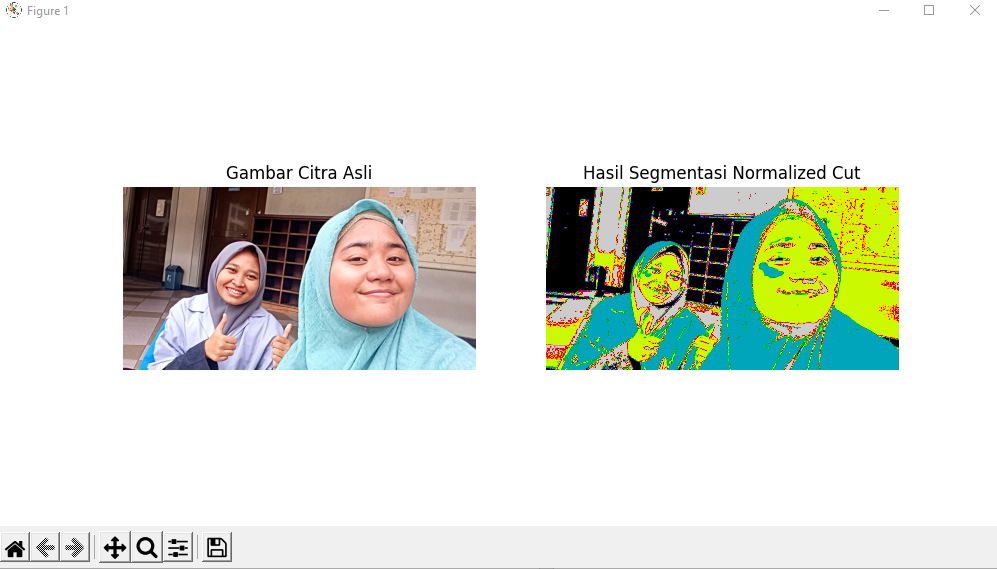 Figure 1
Gambar Citra Asli
Hasil Segmentasi Normalized Cut